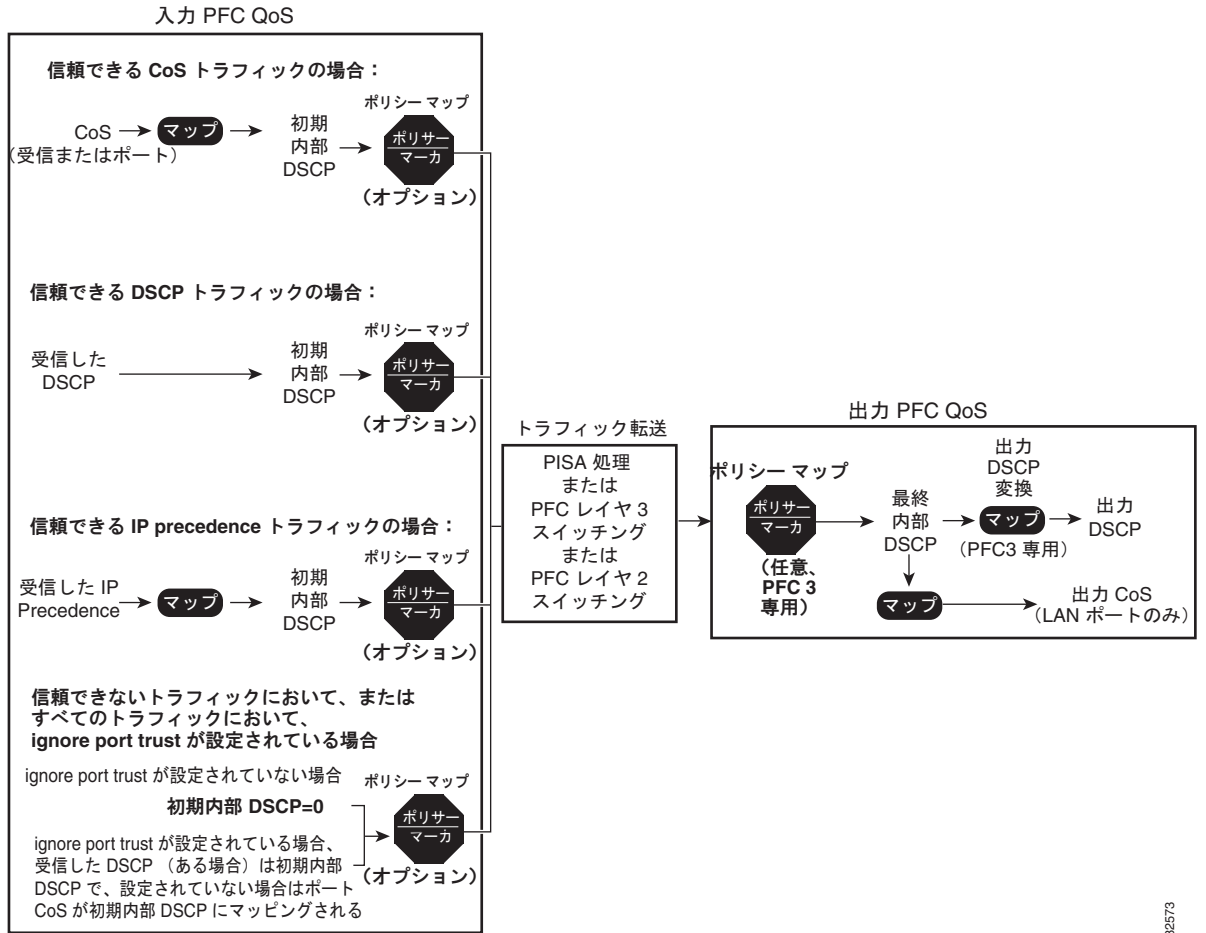 入力 PFC QoS
信頼できる CoS トラフィックの場合：
ポリシー マップ
CoS
（受信またはポート）
マップ
初期
内部
DSCP
ポリサー
マーカ
（オプション）
信頼できる DSCP トラフィックの場合：
ポリシー マップ
受信した
DSCP
初期
内部
DSCP
ポリサー
マーカ
（オプション）
信頼できる IP precedence トラフィックの場合：
ポリシー マップ
受信した IP
Precedence
マップ
初期
内部
DSCP
ポリサー
マーカ
（オプション）
信頼できないトラフィックにおいて、または
すべてのトラフィックにおいて、
ignore port trust が設定されている場合
ignore port trust が設定されていない場合
ポリシー マップ
初期内部 DSCP=0
ポリサー
マーカ
（オプション）
ignore port trust が設定されている場合、
受信した DSCP （ある場合）は初期内部
DSCP で、設定されていない場合はポート
CoS が初期内部 DSCP にマッピングされる
トラフィック転送
PISA 処理
または
PFC レイヤ 3
スイッチング
または
PFC レイヤ 2
スイッチング
出力 PFC QoS
ポリシー マップ
ポリサー
マーカ
（任意、
PFC 3
専用）
最終
内部
DSCP
出力
DSCP
変換
マップ
（PFC3 専用）
出力
DSCP
マップ
出力 CoS
（LAN ポートのみ）